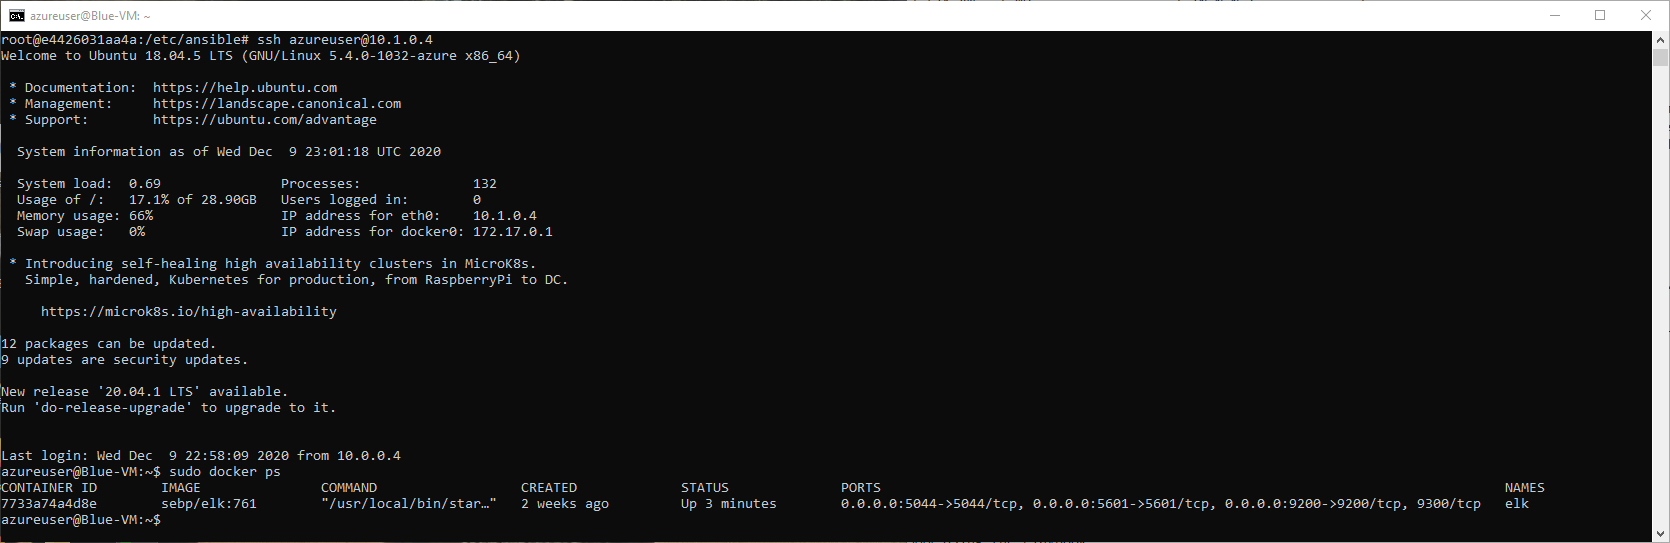 azureuser@Blue-VM: ~
root@e4426031aa4a:/etc/ansible# ssh azureuser@10.1.0.4
Welcome to Ubuntu 18.04.5 LTS (GNU/Linux 5.4.0-1032-azure x86_64)
* Documentation:  https://help.ubuntu.com
* Management:     https://landscape.canonical.com
* Support:        https://ubuntu.com/advantage
System information as of Wed Dec  9 23:01:18 UTC 2020
System load:  0.69               Processes:              132
Usage of /:   17.1% of 28.90GB   Users logged in:        0
Memory usage: 66%                IP address for eth0:    10.1.0.4
Swap usage:   0%                 IP address for docker0: 172.17.0.1
* Introducing self-healing high availability clusters in MicroK8s.
Simple, hardened, Kubernetes for production, from RaspberryPi to DC.
https://microk8s.io/high-availability
12 packages can be updated.
9 updates are security updates.
New release '20.04.1 LTS' available.
Run 'do-release-upgrade' to upgrade to it.
Last login: Wed Dec  9 22:58:09 2020 from 10.0.0.4
azureuser@Blue-VM:~$ sudo docker ps
CONTAINER ID        IMAGE               COMMAND                  CREATED             STATUS              PORTS                                                                              NAMES
7733a74a4d8e        sebp/elk:761        "/usr/local/bin/star…"   2 weeks ago         Up 3 minutes        0.0.0.0:5044->5044/tcp, 0.0.0.0:5601->5601/tcp, 0.0.0.0:9200->9200/tcp, 9300/tcp   elk
azureuser@Blue-VM:~$